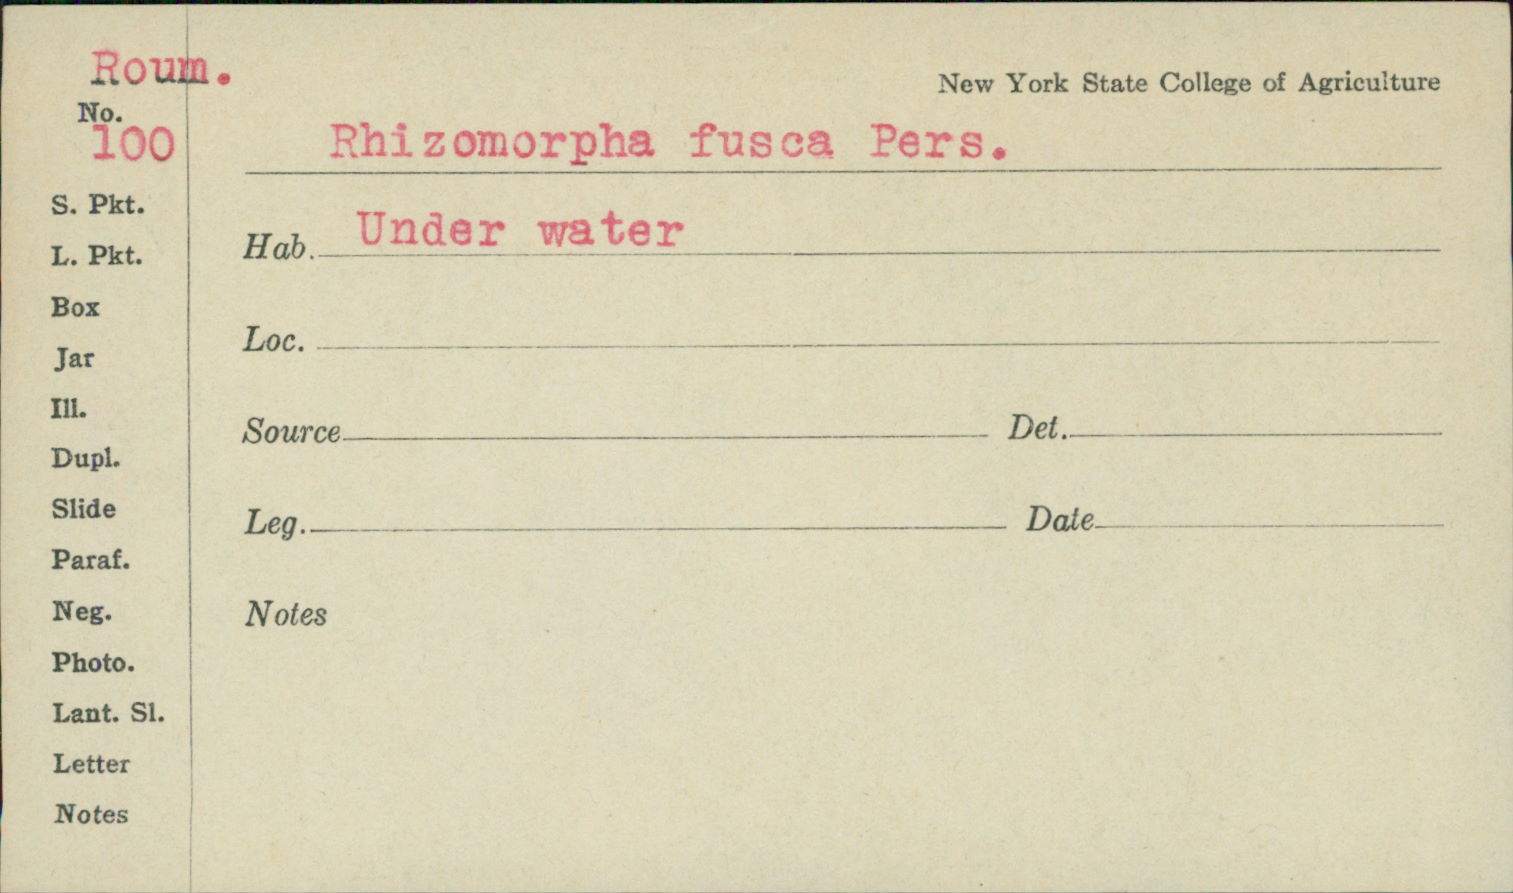 Roum.
New York State College of Agriculture
No.
100
Rhizomorpha fusca Pers.
S. Pkt.
Hab. Under water
L. Pkt.
Box
Loc.
Jar
Ill.
Source Det.
Dupl.
Slide
Leg. Date
Paraf.
Neg.
Notes
Photo.
Lant. Sl.
Letter
Notes